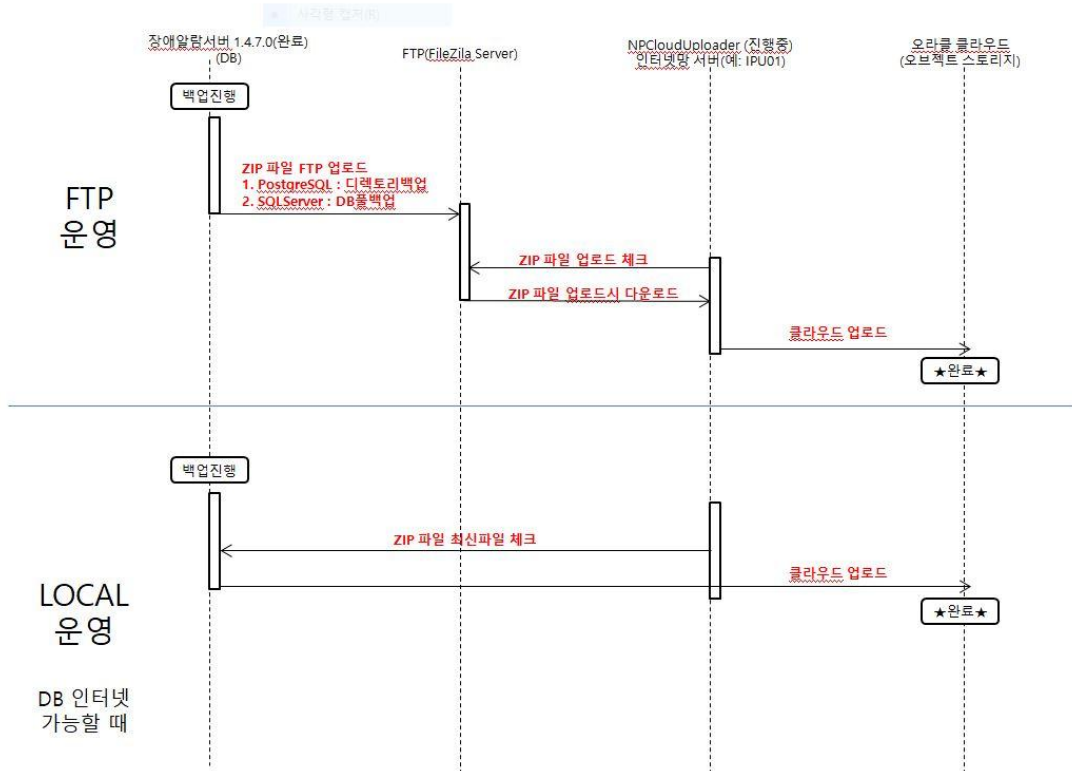 사각형 캡처(R)
장애알람서버 1.4.7.0(완료)
(DB)
FTP(FileZila Server)
NPCloudUploader (진행중)
인터넷망 서버(예: IPU01)
오라클 클라우드
(오브젝트 스토리지)
백업진행
ZIP 파일 FTP 업로드
1. PostgreSQL : 디렉토리백업
2. SQLServer : DB풀백업
FTP
운영
ZIP 파일 업로드 체크
ZIP 파일 업로드시 다운로드
클라우드 업로드
★완료★
백업진행
ZIP 파일 최신파일 체크
클라우드 업로드
LOCAL
운영
★완료★
DB 인터넷
가능할 때